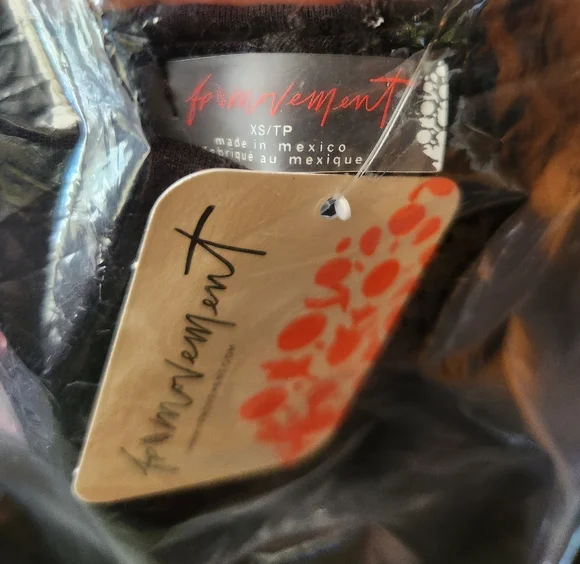 fp movement
XS/TP
made in mexico
fabriqué au mexique
fp movement